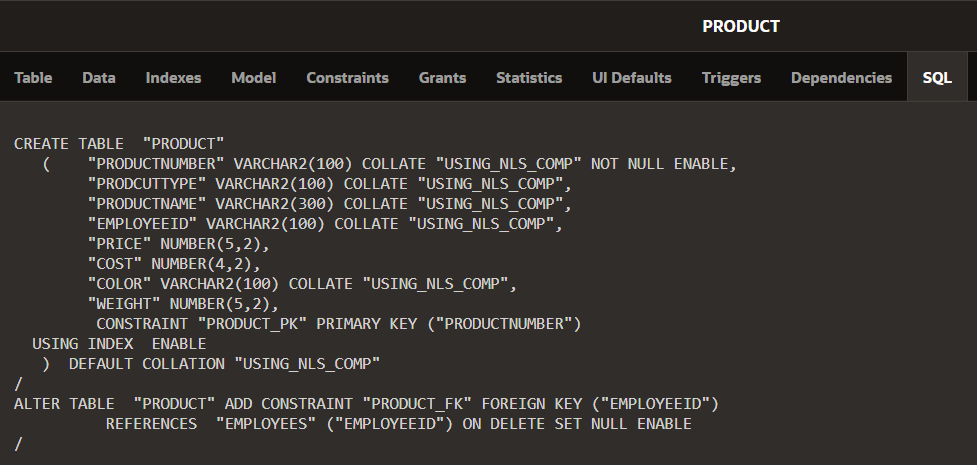 PRODUCT
Table Data Indexes Model Constraints Grants Statistics UI Defaults Triggers Dependencies SQL
CREATE TABLE "PRODUCT"
( "PRODUCTNUMBER" VARCHAR2(100) COLLATE "USING_NLS_COMP" NOT NULL ENABLE,
"PRODCUTTYPE" VARCHAR2(100) COLLATE "USING_NLS_COMP",
"PRODUCTNAME" VARCHAR2(300) COLLATE "USING_NLS_COMP",
"EMPLOYEEID" VARCHAR2(100) COLLATE "USING_NLS_COMP",
"PRICE" NUMBER(5,2),
"COST" NUMBER(4,2),
"COLOR" VARCHAR2(100) COLLATE "USING_NLS_COMP",
"WEIGHT" NUMBER(5,2),
CONSTRAINT "PRODUCT_PK" PRIMARY KEY ("PRODUCTNUMBER")
USING INDEX ENABLE
) DEFAULT COLLATION "USING_NLS_COMP"
/
ALTER TABLE "PRODUCT" ADD CONSTRAINT "PRODUCT_FK" FOREIGN KEY ("EMPLOYEEID")
REFERENCES "EMPLOYEES" ("EMPLOYEEID") ON DELETE SET NULL ENABLE
/